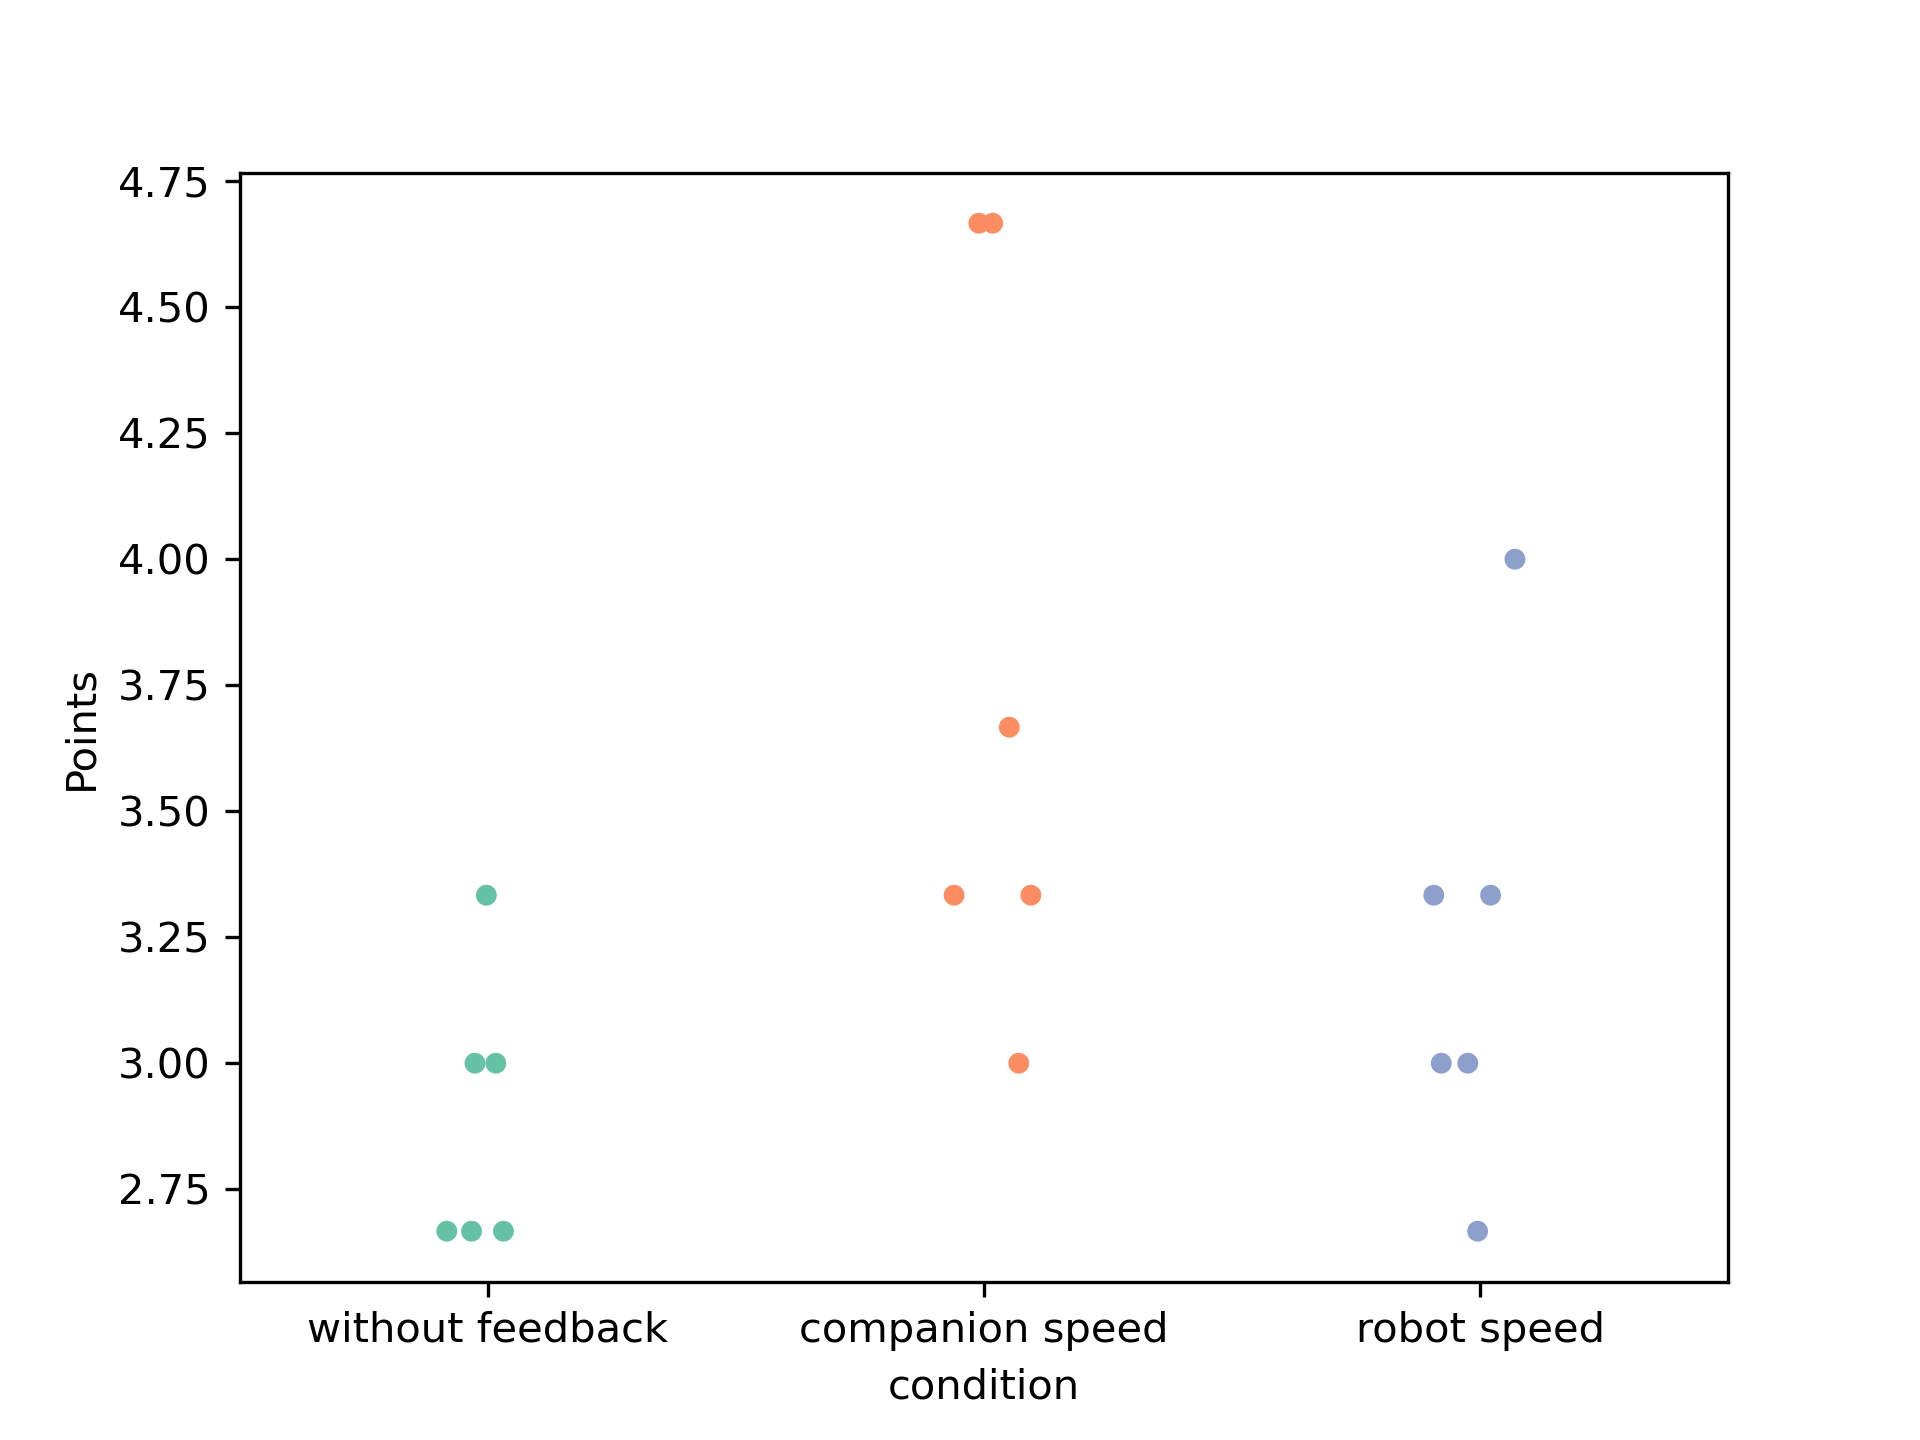 4.75
4.50
4.25
4.00
3.75
3.50
3.25
3.00
2.75
Points
without feedback
companion speed
robot speed
condition